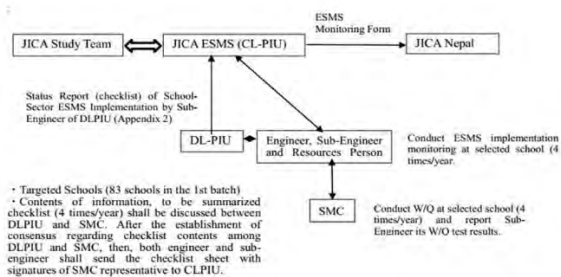 ESMS
Monitoring Form
JICA Study Team
JICA ESMS (CL-PIU)
JICA Nepal
Status Report (checklist) of School-
Sector ESMS Implementation by Sub-
Engineer of DLPIU (Appendix 2)
DL-PIU
Engineer, Sub-Engineer
and Resources Person
Conduct ESMS implementation
monitoring at selected school (4
times/year.
・Targeted Schools (83 schools in the 1st batch)
・Contents of information, to be summarized
checklist (4 times/year) shall be discussed between
DLPIU and SMC. After the establishment of
consensus regarding checklist contents among
DLPIU and SMC, then, both engineer and sub-
engineer shall send the checklist sheet with
signatures of SMC representative to CLPIU.
SMC
Conduct W/Q at selected school (4
times/year) and report Sub-
Engineer its W/O test results.